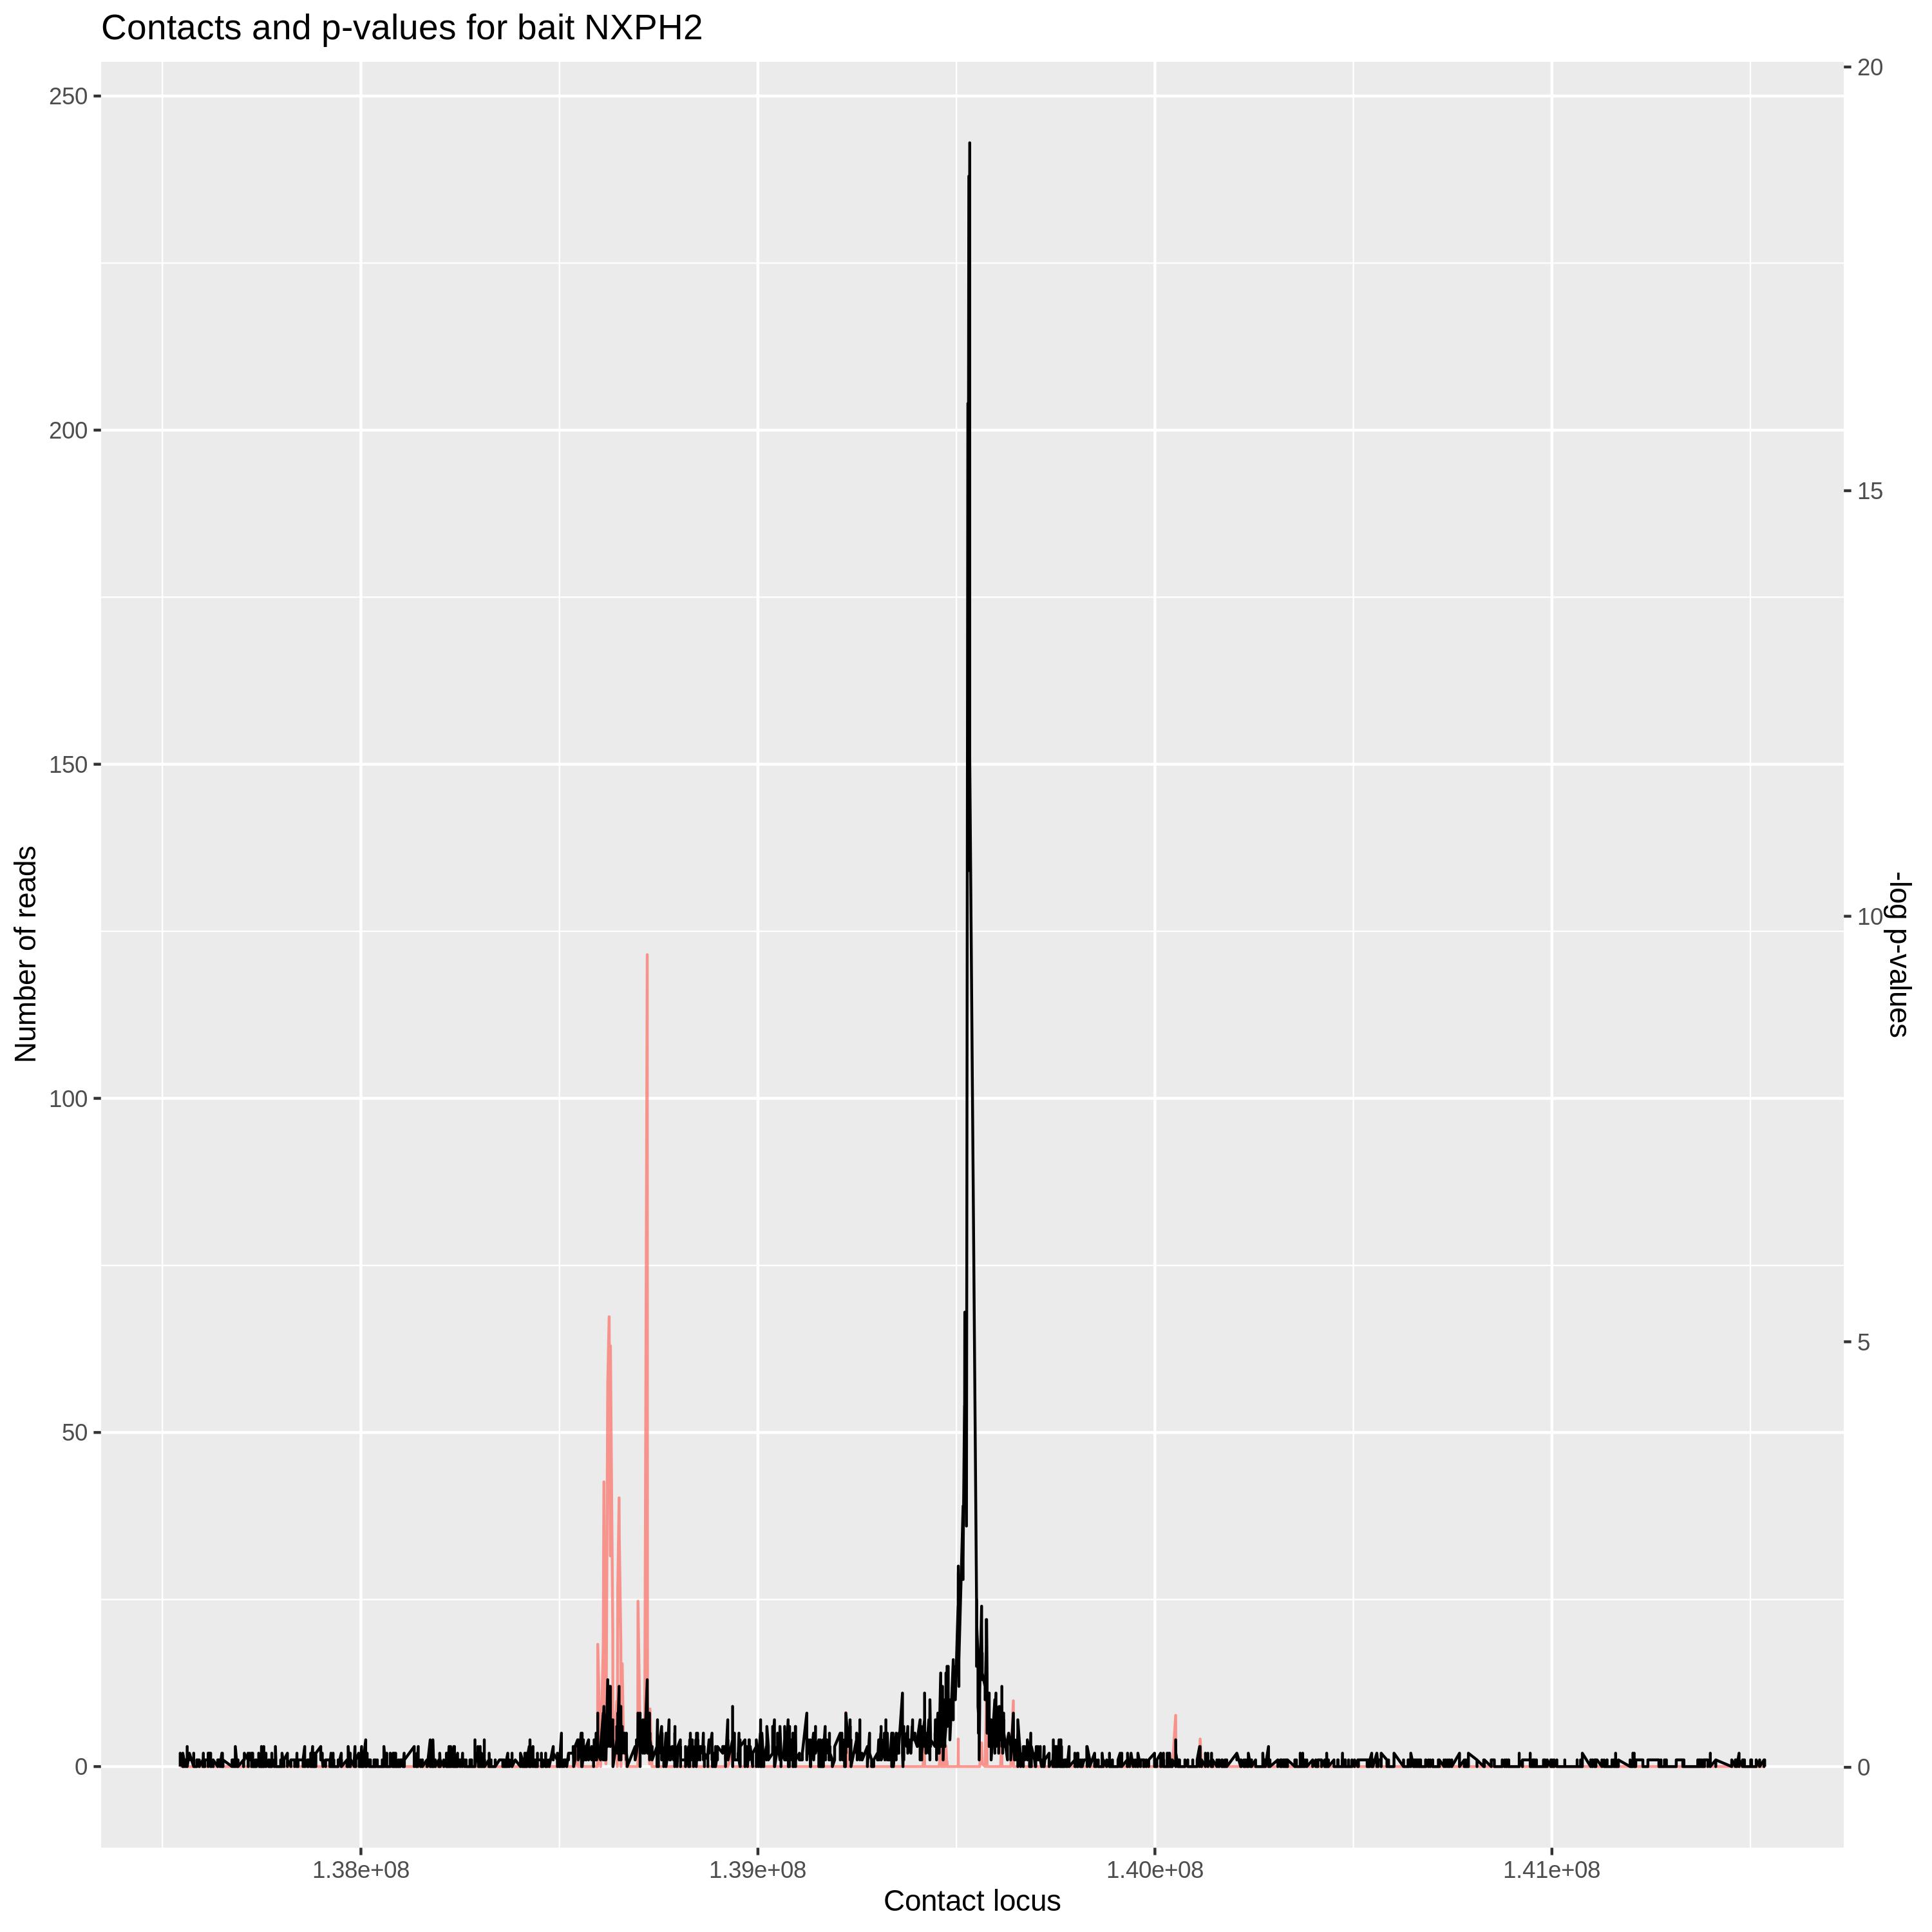 Contacts and p-values for bait NXPH2
250
200
150
100
50
0
Number of reads
20
15
10
5
0
-log p-values
1.38e+08
1.39e+08
1.40e+08
1.41e+08
Contact locus